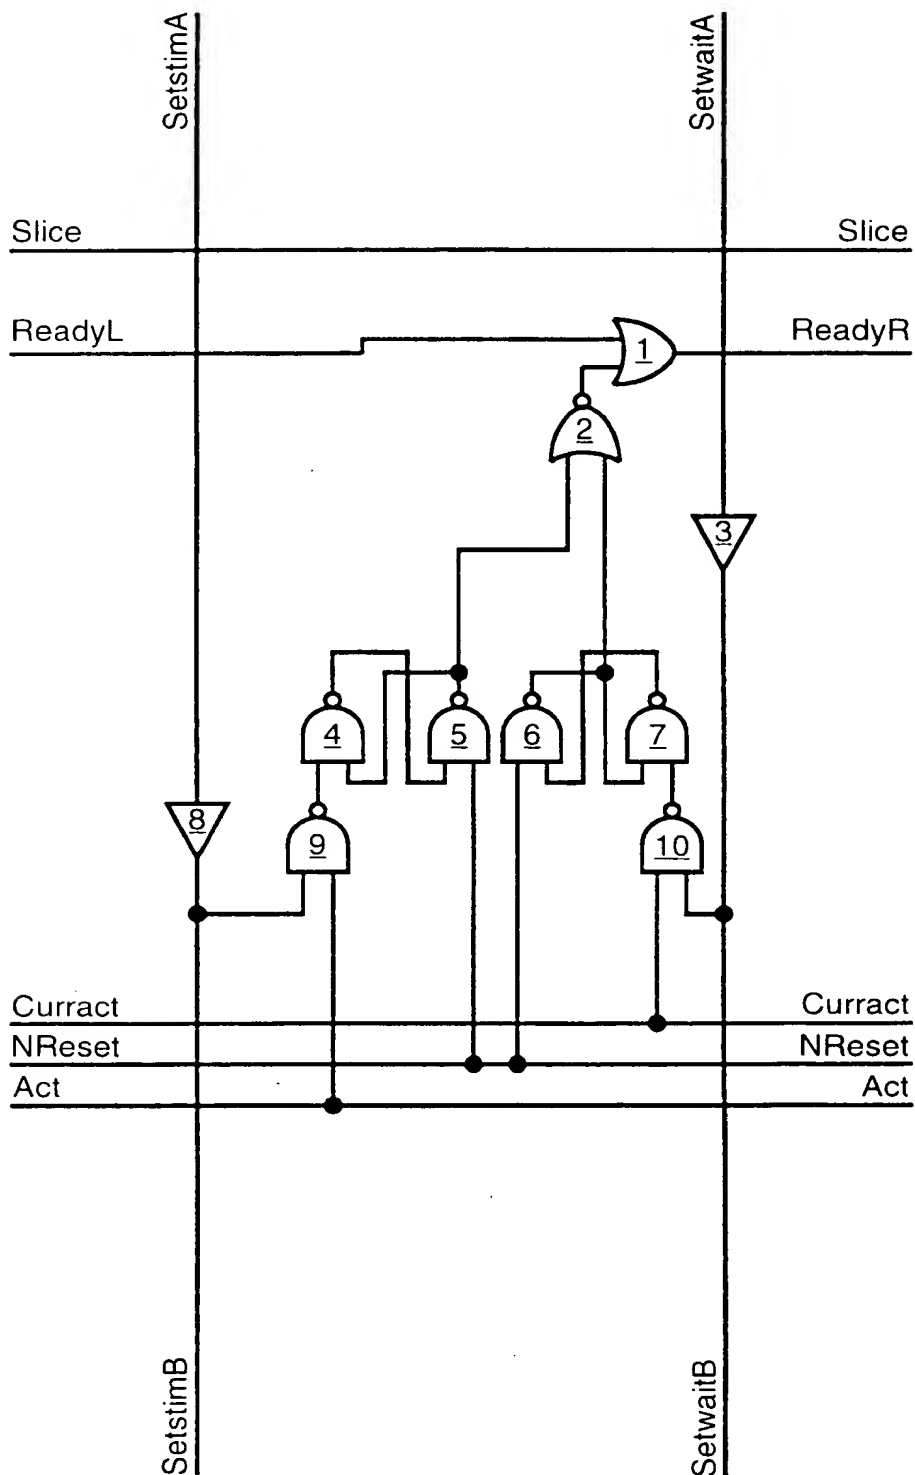 SetstimA
SetwaitA
Slice
Slice
ReadyL
ReadyR
1
2
3
4
5
6
7
8
9
10
Curract
Curract
NReset
NReset
Act
Act
SetstimB
SetwaitB